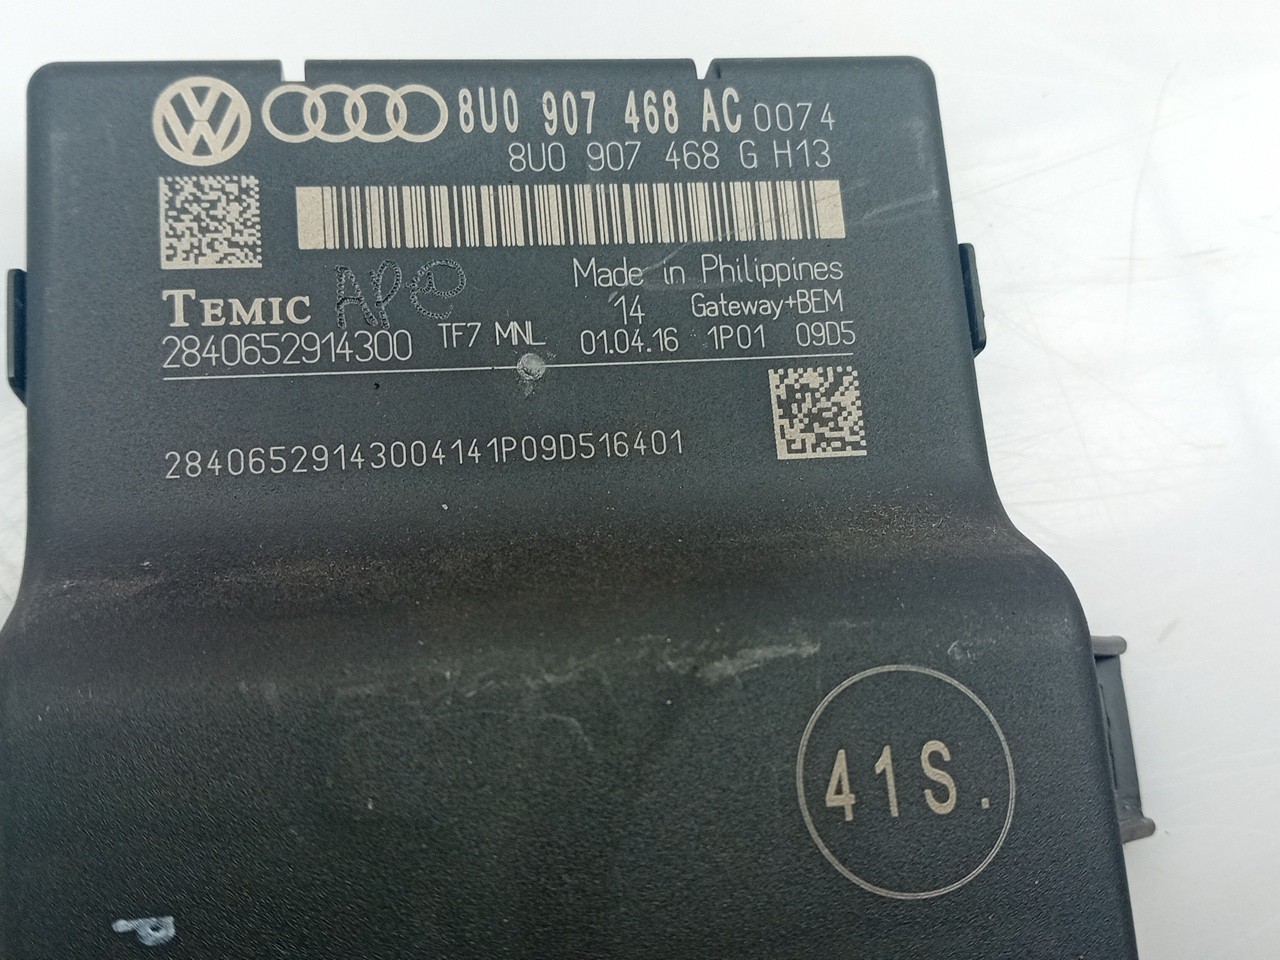 8U0 907 468 AC 0074
8U0 907 468 G H13
Made in Philippines
TEMIC APE 14 Gateway+BEM
2840652914300 TF7 MNL 01.04.16 1P01 09D5
28406529143004141P09D516401
41S.